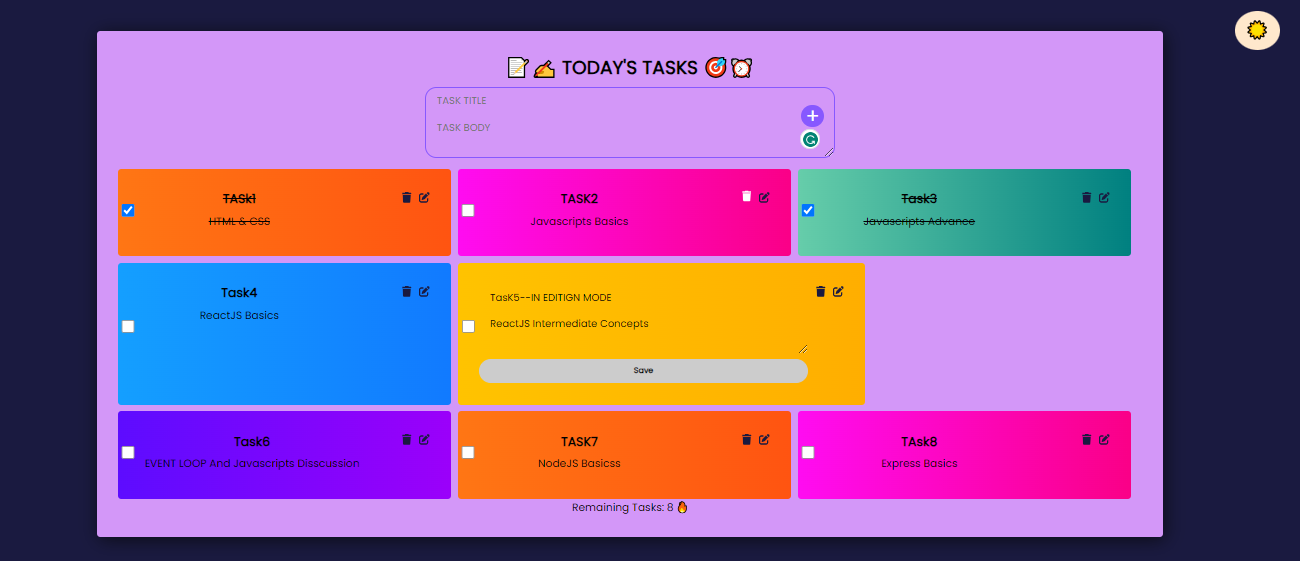 📝✍ TODAY'S TASKS 🎯⏰
TASK TITLE
TASK BODY
TASk1
HTML & CSS
TASK2
Javascripts Basics
Task3
Javascripts Advance
Task4
ReactJS Basics
TasK5--IN EDITIGN MODE
ReactJS Intermediate Concepts
Save
Task6
EVENT LOOP And Javascripts Disscussion
TASK7
NodeJS Basicss
TAsk8
Express Basics
Remaining Tasks: 8 🔥